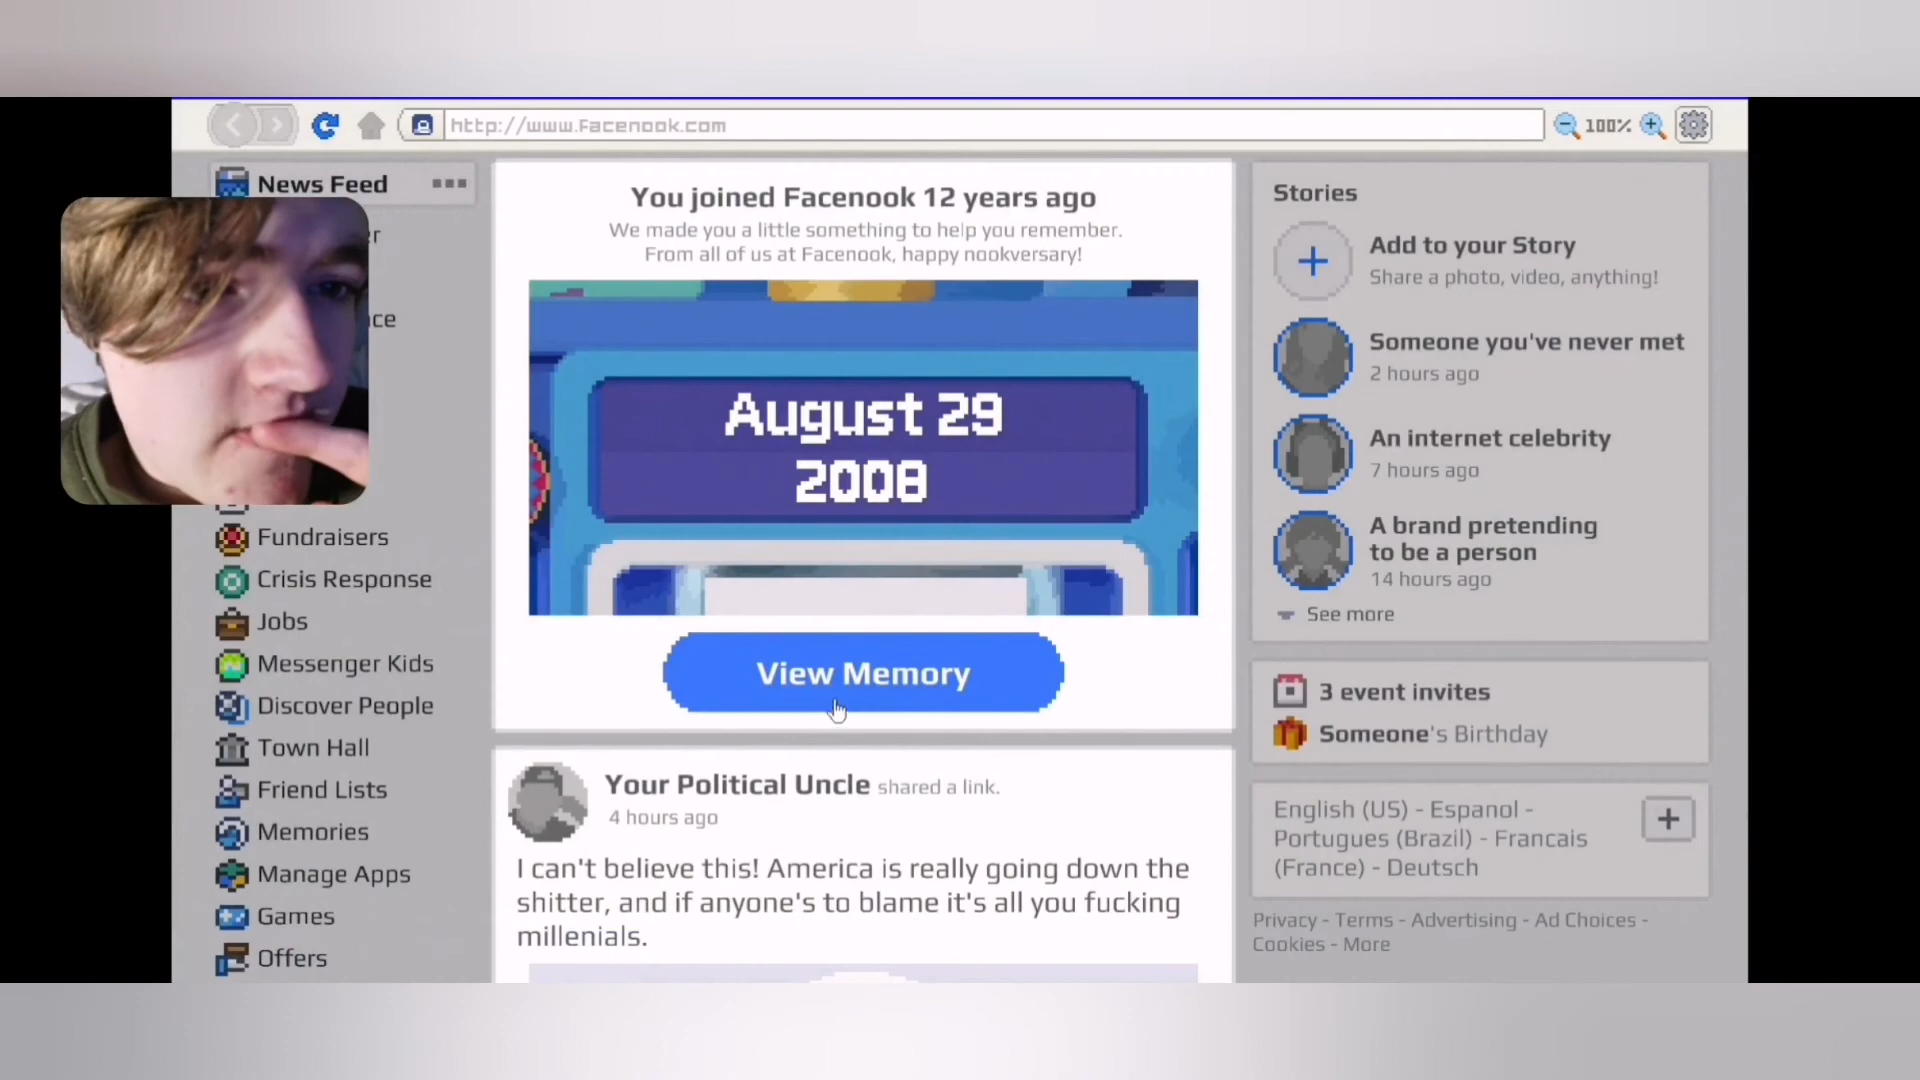 http://www.Facenook.com
100%
News Feed
Fundraisers
Crisis Response
Jobs
Messenger Kids
Discover People
Town Hall
Friend Lists
Memories
Manage Apps
Games
Offers
You joined Facenook 12 years ago
We made you a little something to help you remember.
From all of us at Facenook, happy nookversary!
August 29
2008
View Memory
Your Political Uncle shared a link.
4 hours ago
I can't believe this! America is really going down the
shitter, and if anyone's to blame it's all you fucking
millenials.
Stories
Add to your Story
Share a photo, video, anything!
Someone you've never met
2 hours ago
An internet celebrity
7 hours ago
A brand pretending
to be a person
14 hours ago
See more
3 event invites
Someone's Birthday
English (US) - Espanol -
Portugues (Brazil) - Francais
(France) - Deutsch
Privacy - Terms - Advertising - Ad Choices -
Cookies - More